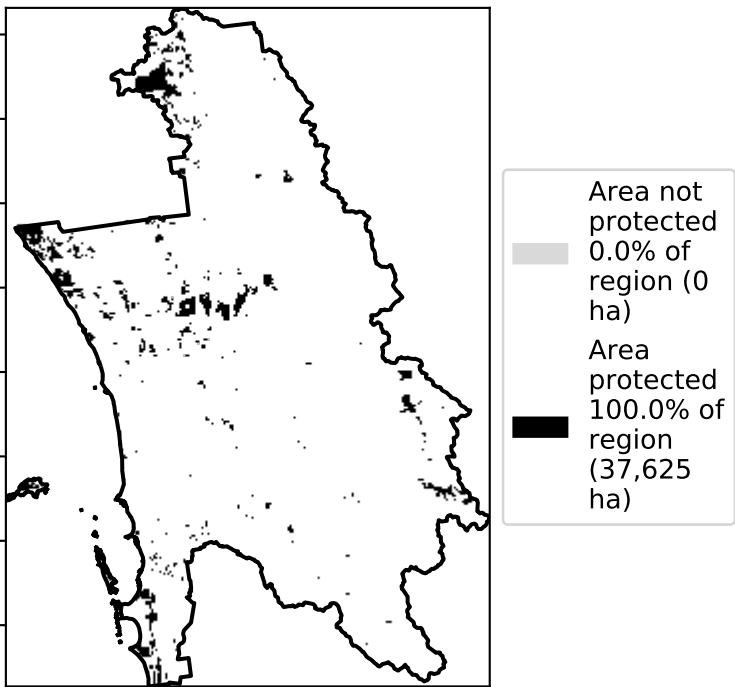 Area not
protected
0.0% of
region (0
ha)
Area
protected
100.0% of
region
(37,625
ha)